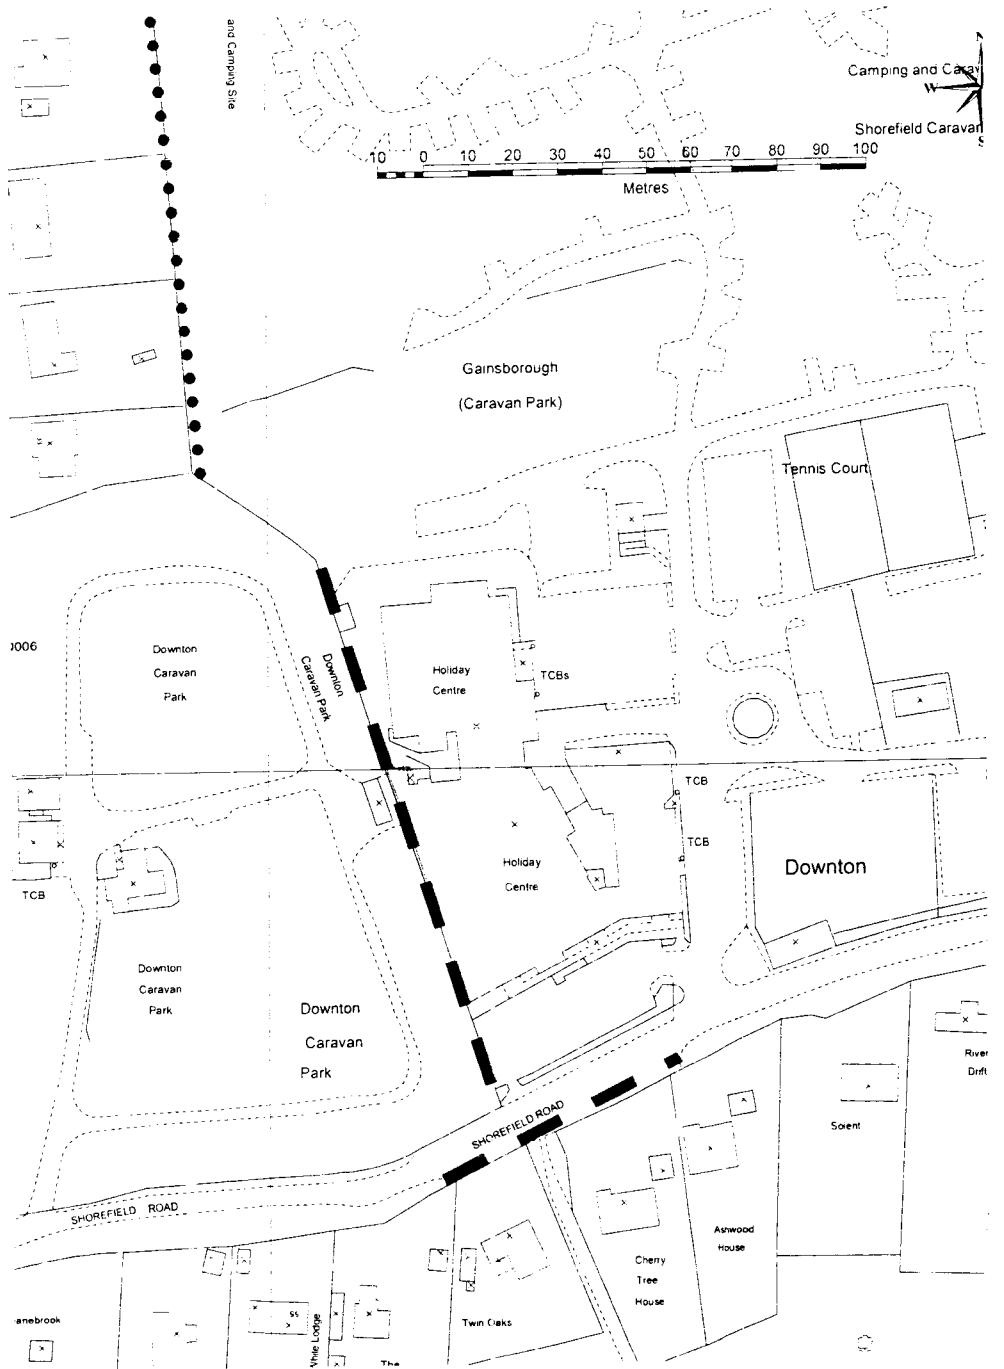 and Camping Site
N
Camping and Carav
W
Shorefield Caravan
S
10 0 10 20 30 40 50 60 70 80 90 100
Metres
Gainsborough
(Caravan Park)
Tennis Court
0006
Downton
Caravan
Park
Downton
Caravan Park
Holiday
Centre
TCBs
TCB
TCB
Holiday
Centre
Downton
TCB
Downton
Caravan
Park
Downton
Caravan
Park
River
Drift
SHOREFIELD ROAD
Solent
SHOREFIELD ROAD
Ashwood
House
Cherry
Tree
House
anebrook
55
White Lodge
The
Twin Oaks